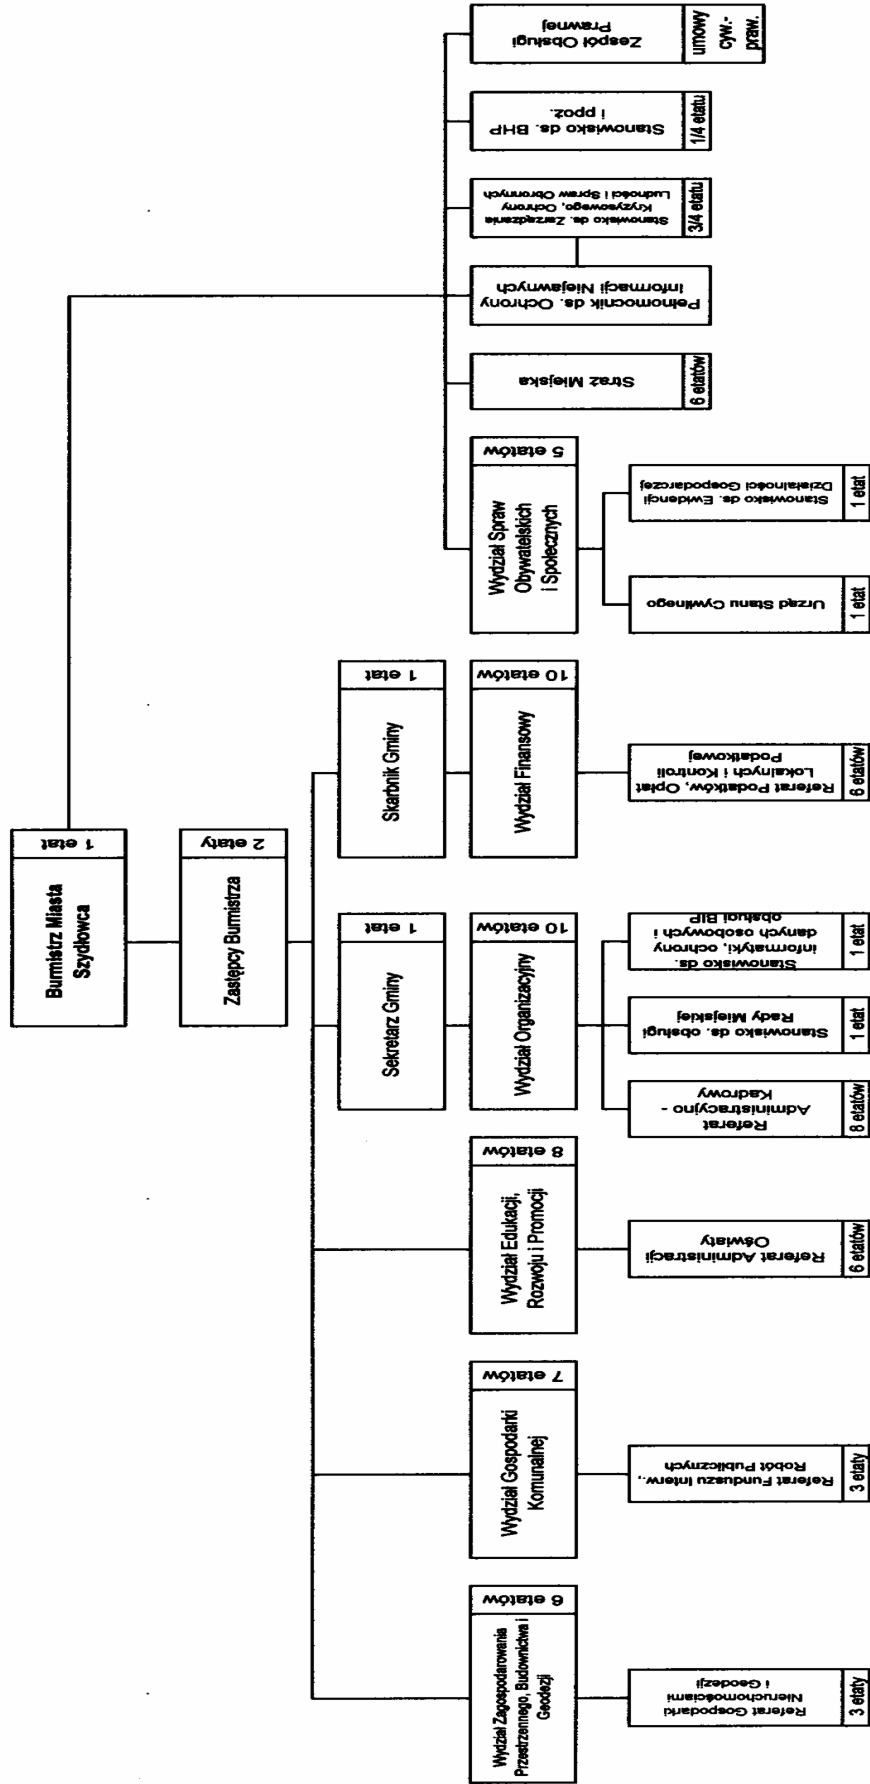 Burmistrz Miasta
Szydłowca
1 etat
Zastępcy Burmistrza
2 etaty
Sekretarz Gminy
1 etat
Skarbnik Gminy
1 etat
Wydział Zagospodarowania
Przestrzennego, Budownictwa i
Geodezji
6 etatów
Wydział Gospodarki
Komunalnej
7 etatów
Wydział Edukacji,
Rozwoju i Promocji
8 etatów
Wydział Organizacyjny
10 etatów
Wydział Finansowy
10 etatów
Wydział Spraw
Obywatelskich
i Społecznych
5 etatów
Straż Miejska
6 etatów
Pełnomocnik ds. Ochrony
Informacji Niejawnych
Stanowisko ds. Zarządzania
Kryzysowego, Ochrony
Ludności i Spraw Obronnych
3/4 etatu
Stanowisko ds. BHP
i ppoż.
1/4 etatu
Zespół Obsługi
Prawnej
umowy
cyw.-
praw.
Referat Gospodarki
Nieruchomościami
i Geodezji
3 etaty
Referat Funduszu Interw.,
Robót Publicznych
3 etaty
Referat Administracji
Oświaty
6 etatów
Referat
Administracyjno -
Kadrowy
8 etatów
Stanowisko ds. obsługi
Rady Miejskiej
1 etat
Stanowisko ds.
informatyki, ochrony
danych osobowych i
obsługi BIP
1 etat
Referat Podatków, Opłat
Lokalnych i Kontroli
Podatkowej
6 etatów
Urząd Stanu Cywilnego
1 etat
Stanowisko ds. Ewidencji
Działalności Gospodarczej
1 etat